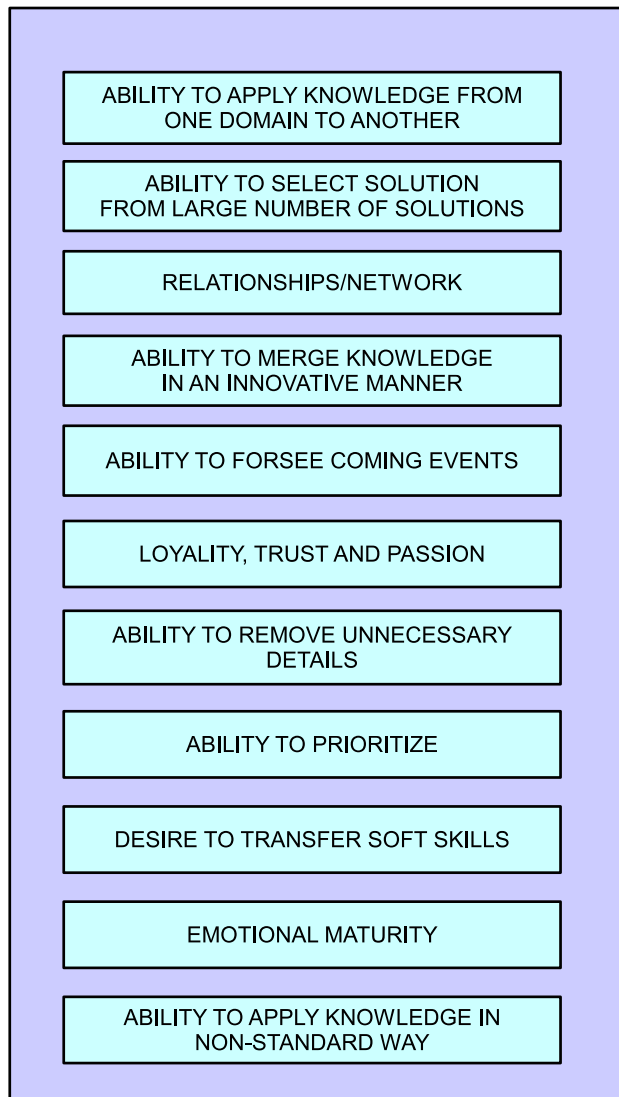 ABILITY TO APPLY KNOWLEDGE FROM
ONE DOMAIN TO ANOTHER
ABILITY TO SELECT SOLUTION
FROM LARGE NUMBER OF SOLUTIONS
RELATIONSHIPS/NETWORK
ABILITY TO MERGE KNOWLEDGE
IN AN INNOVATIVE MANNER
ABILITY TO FORSEE COMING EVENTS
LOYALITY, TRUST AND PASSION
ABILITY TO REMOVE UNNECESSARY
DETAILS
ABILITY TO PRIORITIZE
DESIRE TO TRANSFER SOFT SKILLS
EMOTIONAL MATURITY
ABILITY TO APPLY KNOWLEDGE IN
NON-STANDARD WAY